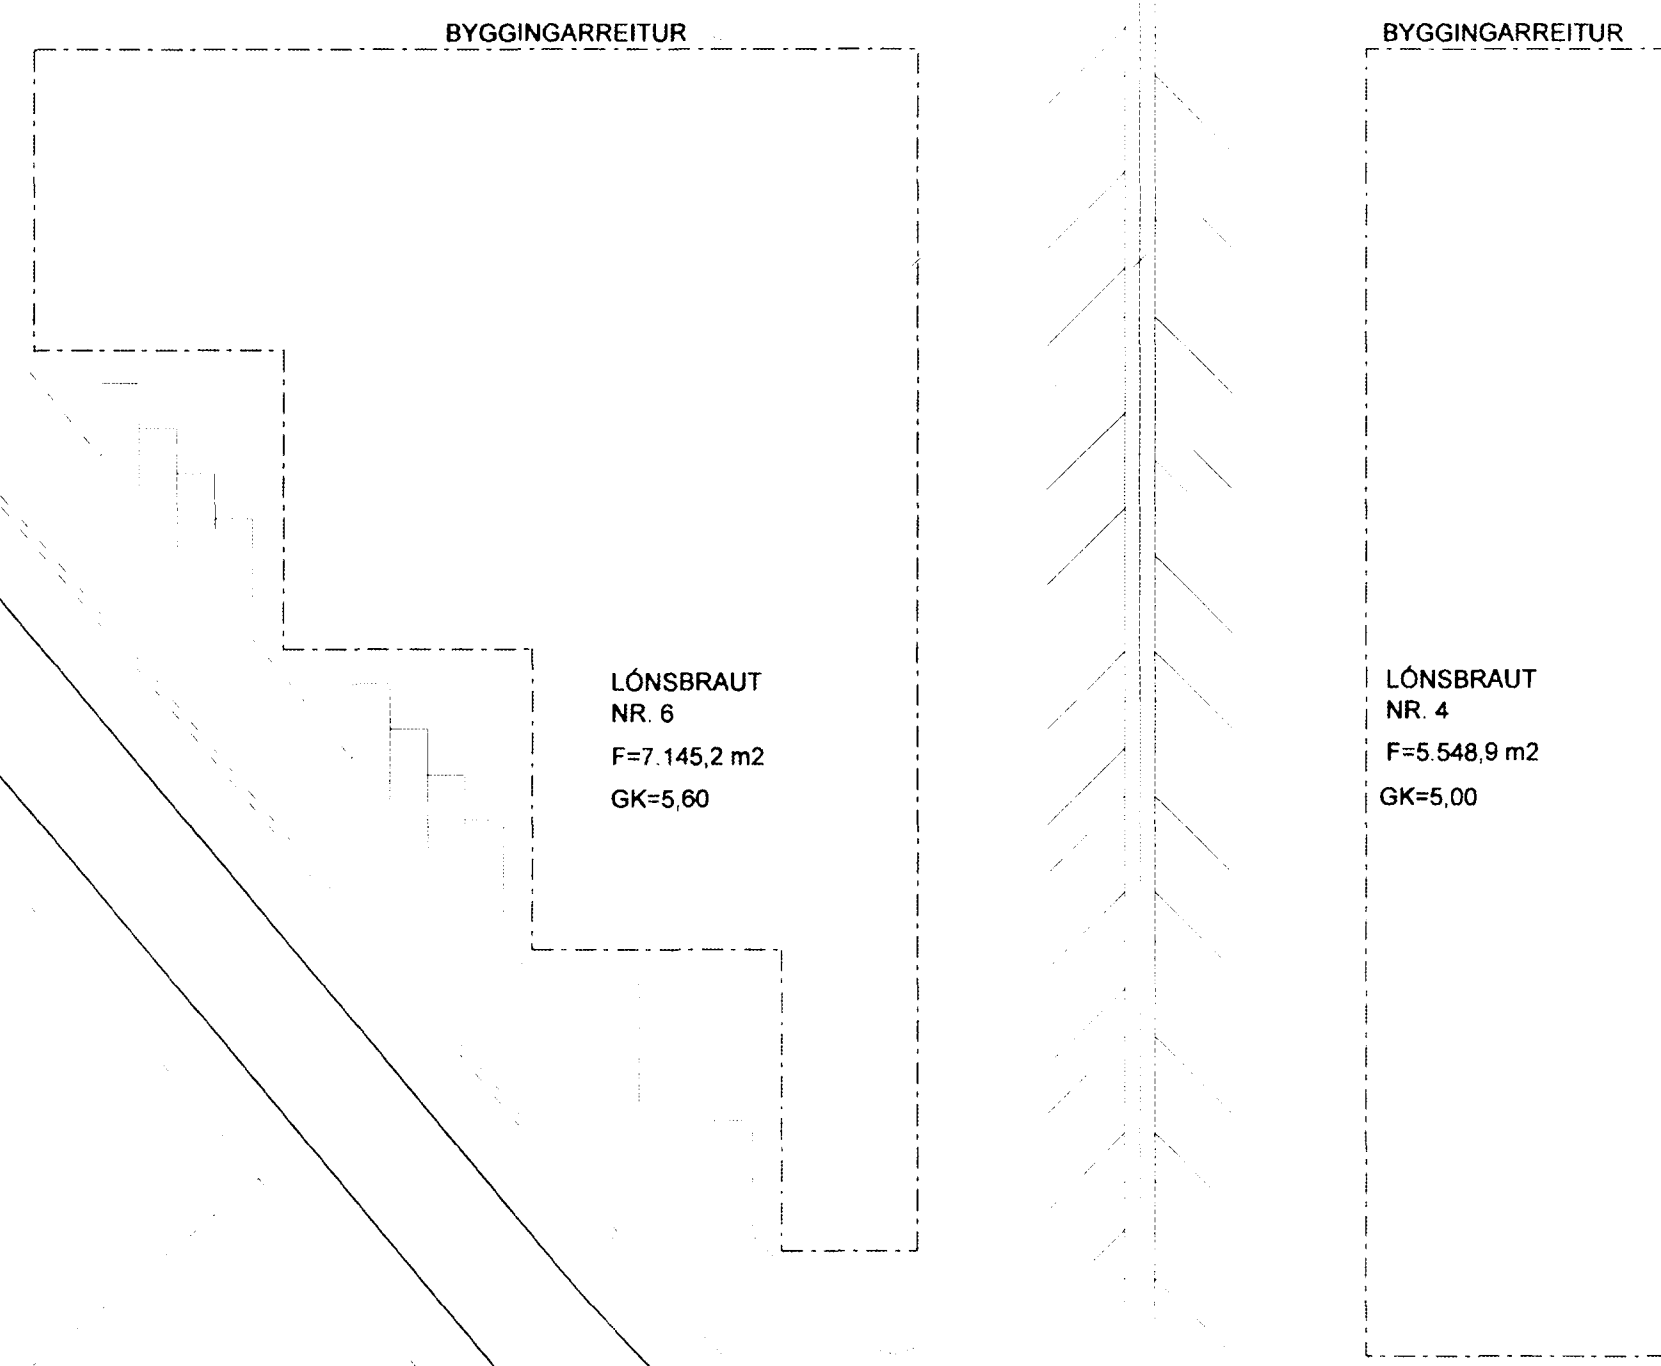 BYGGINGARREITUR
BYGGINGARREITUR
LÓNSBRAUT
NR. 6
F=7.145,2 m2
GK=5,60
LÓNSBRAUT
NR. 4
F=5.548,9 m2
GK=5,00